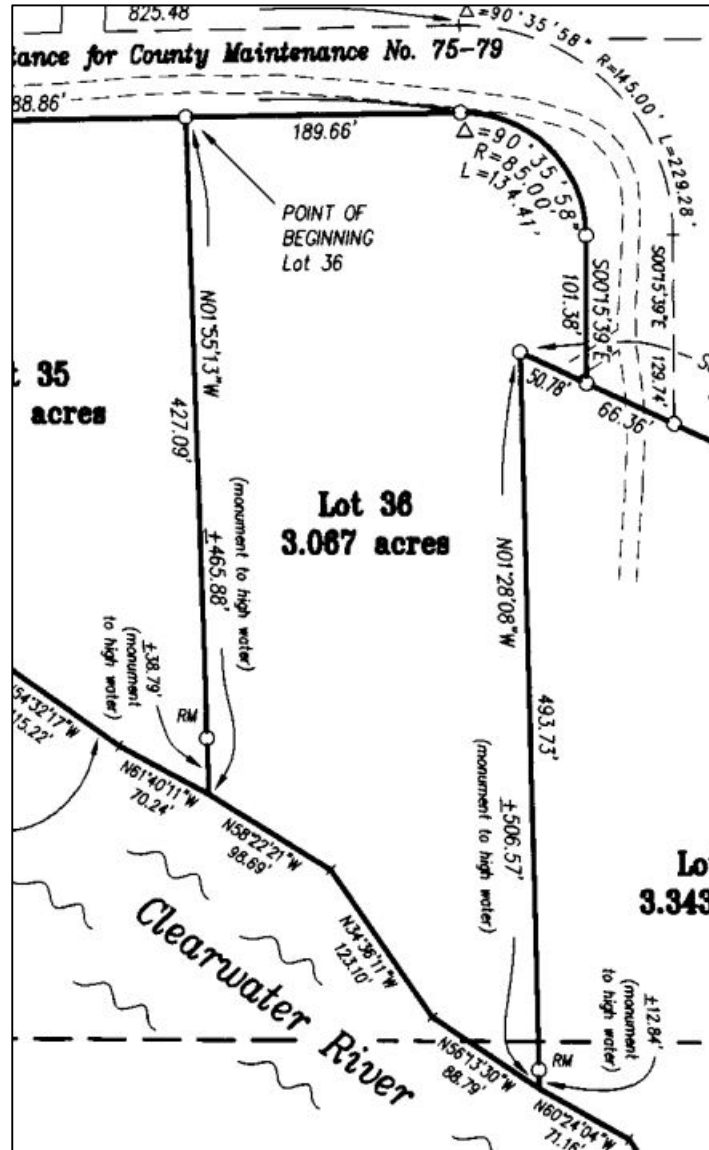 825.48
△=90°35'58" R=145.00' L=229.28'
tance for County Maintenance No. 75-79
88.86'
189.66'
△=90°35'58"
R=85.00'
L=134.41'
POINT OF
BEGINNING
Lot 36
S00°15'39"E
101.38'
S00°15'39"E 129.74'
N01°55'13"W
427.09'
50.78'
66.36'
t 35
acres
Lot 36
3.067 acres
±465.88'
(monument to high water)
N01°28'08"W
493.73'
±38.79'
(monument
to high water)
RM
N54°32'17"W
115.22'
N61°40'11"W
70.24'
N58°22'21"W
98.69'
±506.57'
(monument to high water)
Lo
3.343
N34°36'11"W
123.10'
Clearwater River
±12.84'
(monument
to high water)
RM
N56°13'30"W
88.79'
N60°24'04"W
71.16'